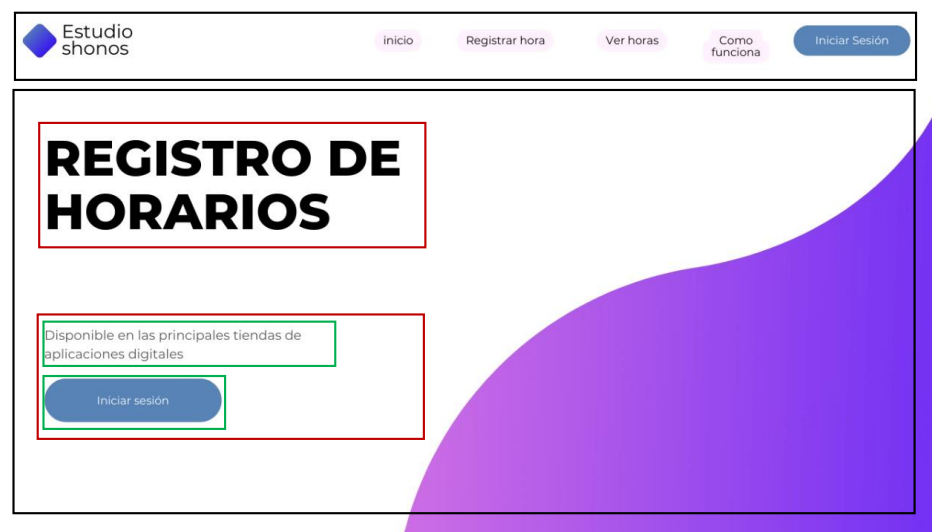 Estudio
shonos
inicio
Registrar hora
Ver horas
Como
funciona
Iniciar Sesión
REGISTRO DE
HORARIOS
Disponible en las principales tiendas de
aplicaciones digitales
Iniciar sesión